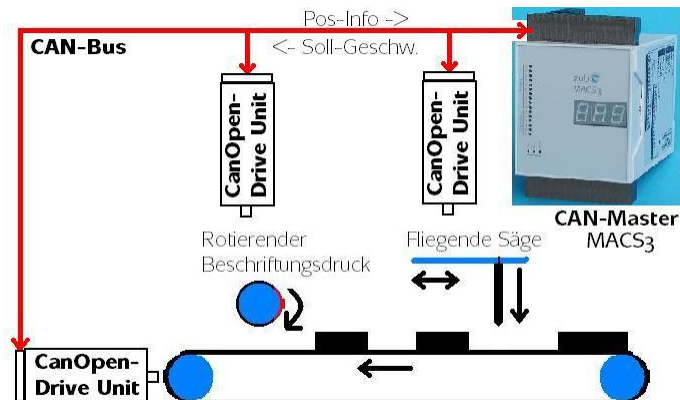 Pos-Info ->
CAN-Bus
<- Soll-Geschw.
zub
MACS3
CanOpen-
Drive Unit
CanOpen-
Drive Unit
CAN-Master
MACS3
Rotierender
Beschriftungsdruck
Fliegende Säge
CanOpen-
Drive Unit